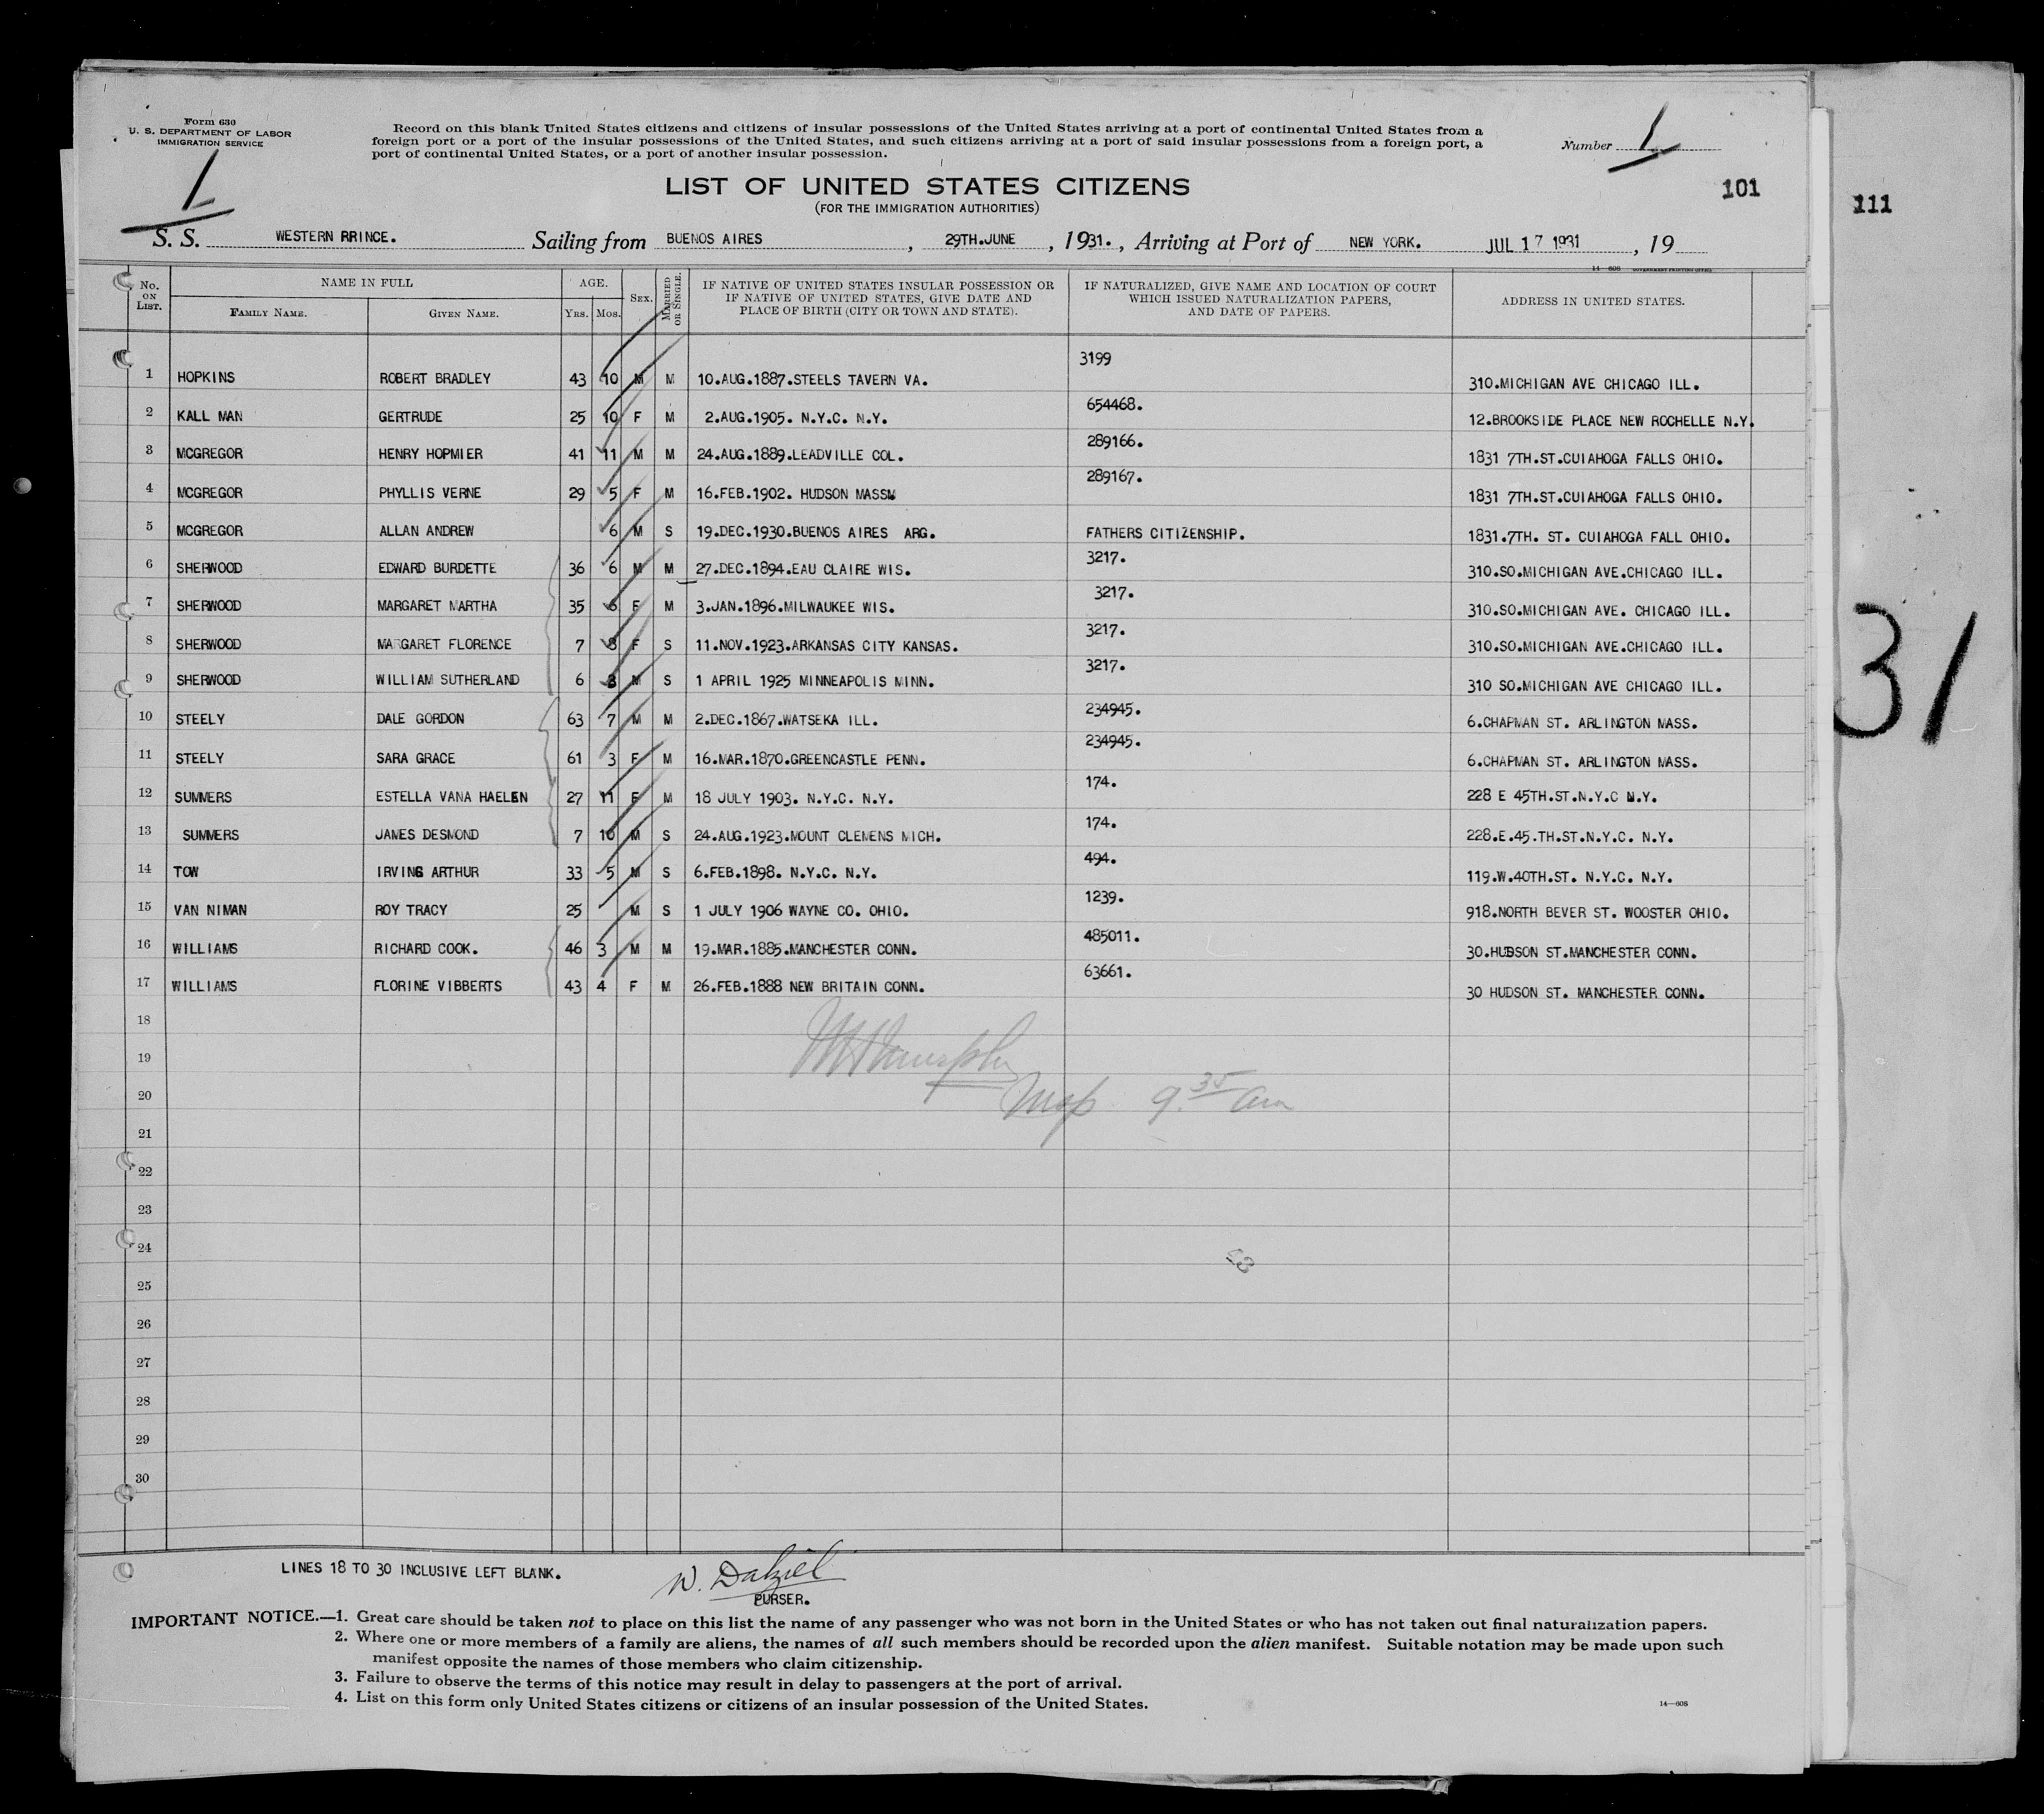 Form 630
U. S. DEPARTMENT OF LABOR
IMMIGRATION SERVICE
1
Record on this blank United States citizens and citizens of insular possessions of the United States arriving at a port of continental United States from a
foreign port or a port of the insular possessions of the United States, and such citizens arriving at a port of said insular possessions from a foreign port, a
port of continental United States, or a port of another insular possession.
Number 1
LIST OF UNITED STATES CITIZENS
(FOR THE IMMIGRATION AUTHORITIES)
101
111
S. S. WESTERN RRINCE. Sailing from BUENOS AIRES , 29TH.JUNE , 1931. , Arriving at Port of NEW YORK. JUL 17 1931 , 19
No. ON LIST. NAME IN FULL FAMILY NAME. GIVEN NAME. AGE. YRS. MOS. SEX. MARRIED OR SINGLE. IF NATIVE OF UNITED STATES INSULAR POSSESSION OR IF NATIVE OF UNITED STATES, GIVE DATE AND PLACE OF BIRTH (CITY OR TOWN AND STATE). IF NATURALIZED, GIVE NAME AND LOCATION OF COURT WHICH ISSUED NATURALIZATION PAPERS, AND DATE OF PAPERS. ADDRESS IN UNITED STATES.
1 HOPKINS ROBERT BRADLEY 43 10 M M 10.AUG.1887.STEELS TAVERN VA. 3199 310.MICHIGAN AVE CHICAGO ILL.
2 KALL MAN GERTRUDE 25 10 F M 2.AUG.1905. N.Y.C. N.Y. 654468. 12.BROOKSIDE PLACE NEW ROCHELLE N.Y.
3 MCGREGOR HENRY HOPMIER 41 11 M M 24.AUG.1889.LEADVILLE COL. 289166. 1831 7TH.ST.CUIAHOGA FALLS OHIO.
4 MCGREGOR PHYLLIS VERNE 29 5 F M 16.FEB.1902. HUDSON MASS 289167. 1831 7TH.ST.CUIAHOGA FALLS OHIO.
5 MCGREGOR ALLAN ANDREW 6 M S 19.DEC.1930.BUENOS AIRES ARG. FATHERS CITIZENSHIP. 1831.7TH. ST. CUIAHOGA FALL OHIO.
6 SHERWOOD EDWARD BURDETTE 36 6 M M 27.DEC.1894.EAU CLAIRE WIS. 3217. 310.SO.MICHIGAN AVE.CHICAGO ILL.
7 SHERWOOD MARGARET MARTHA 35 6 F M 3.JAN.1896.MILWAUKEE WIS. 3217. 310.SO.MICHIGAN AVE. CHICAGO ILL.
8 SHERWOOD MARGARET FLORENCE 7 8 F S 11.NOV.1923.ARKANSAS CITY KANSAS. 3217. 310.SO.MICHIGAN AVE.CHICAGO ILL.
9 SHERWOOD WILLIAM SUTHERLAND 6 3 M S 1 APRIL 1925 MINNEAPOLIS MINN. 3217. 310 SO.MICHIGAN AVE CHICAGO ILL.
10 STEELY DALE GORDON 63 7 M M 2.DEC.1867.WATSEKA ILL. 234945. 6.CHAPMAN ST. ARLINGTON MASS.
11 STEELY SARA GRACE 61 3 F M 16.MAR.1870.GREENCASTLE PENN. 234945. 6.CHAPMAN ST. ARLINGTON MASS.
12 SUMMERS ESTELLA VANA HAELEN 27 11 F M 18 JULY 1903. N.Y.C. N.Y. 174. 228 E 45TH.ST.N.Y.C N.Y.
13 SUMMERS JAMES DESMOND 7 10 M S 24.AUG.1923.MOUNT CLEMENS MICH. 174. 228.E.45.TH.ST.N.Y.C. N.Y.
14 TOW IRVING ARTHUR 33 5 M S 6.FEB.1898. N.Y.C. N.Y. 494. 119.W.40TH.ST. N.Y.C. N.Y.
15 VAN NIMAN ROY TRACY 25 M S 1 JULY 1906 WAYNE CO. OHIO. 1239. 918.NORTH BEVER ST. WOOSTER OHIO.
16 WILLIAMS RICHARD COOK. 46 3 M M 19.MAR.1885.MANCHESTER CONN. 485011. 30.HUDSON ST.MANCHESTER CONN.
17 WILLIAMS FLORINE VIBBERTS 43 4 F M 26.FEB.1888 NEW BRITAIN CONN. 63661. 30 HUDSON ST. MANCHESTER CONN.
31
18
19
20 9.35 am
21
22
23
24
25
26
27
28
29
30
LINES 18 TO 30 INCLUSIVE LEFT BLANK.
W. Dalziel
PURSER.
IMPORTANT NOTICE.—1. Great care should be taken not to place on this list the name of any passenger who was not born in the United States or who has not taken out final naturalization papers.
2. Where one or more members of a family are aliens, the names of all such members should be recorded upon the alien manifest. Suitable notation may be made upon such
manifest opposite the names of those members who claim citizenship.
3. Failure to observe the terms of this notice may result in delay to passengers at the port of arrival.
4. List on this form only United States citizens or citizens of an insular possession of the United States.
14—608